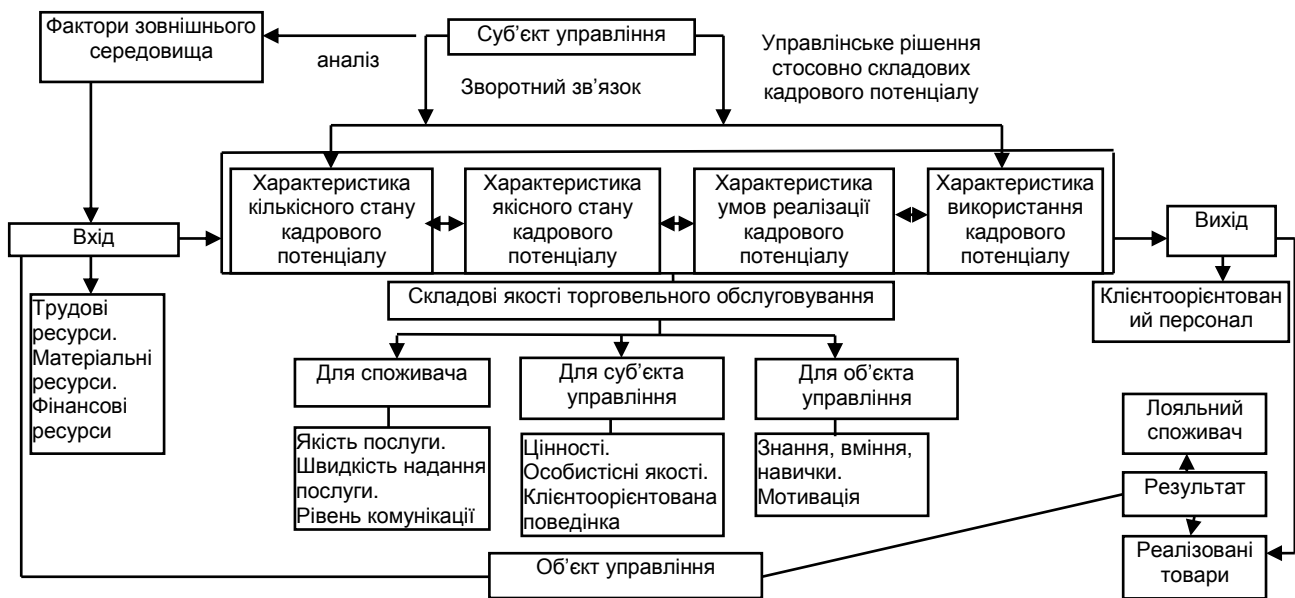 Фактори зовнішнього
середовища
аналіз
Суб’єкт управління
Зворотний зв’язок
Управлінське рішення
стосовно складових
кадрового потенціалу
Характеристика
кількісного стану
кадрового
потенціалу
Характеристика
якісного стану
кадрового
потенціалу
Характеристика
умов реалізації
кадрового
потенціалу
Характеристика
використання
кадрового
потенціалу
Вхід
Вихід
Трудові
ресурси.
Матеріальні
ресурси.
Фінансові
ресурси
Складові якості торговельного обслуговування
Клієнтоорієнтован
ий персонал
Для споживача
Для суб’єкта
управління
Для об’єкта
управління
Якість послуги.
Швидкість надання
послуги.
Рівень комунікації
Цінності.
Особистісні якості.
Клієнтоорієнтована
поведінка
Знання, вміння,
навички.
Мотивація
Лояльний
споживач
Результат
Реалізовані
товари
Об’єкт управління